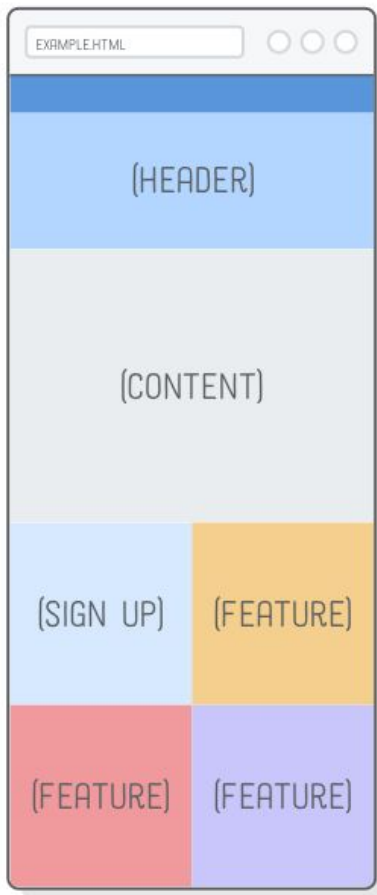 EXAMPLE.HTML
(HEADER)
(CONTENT)
(SIGN UP)
(FEATURE)
(FEATURE)
(FEATURE)